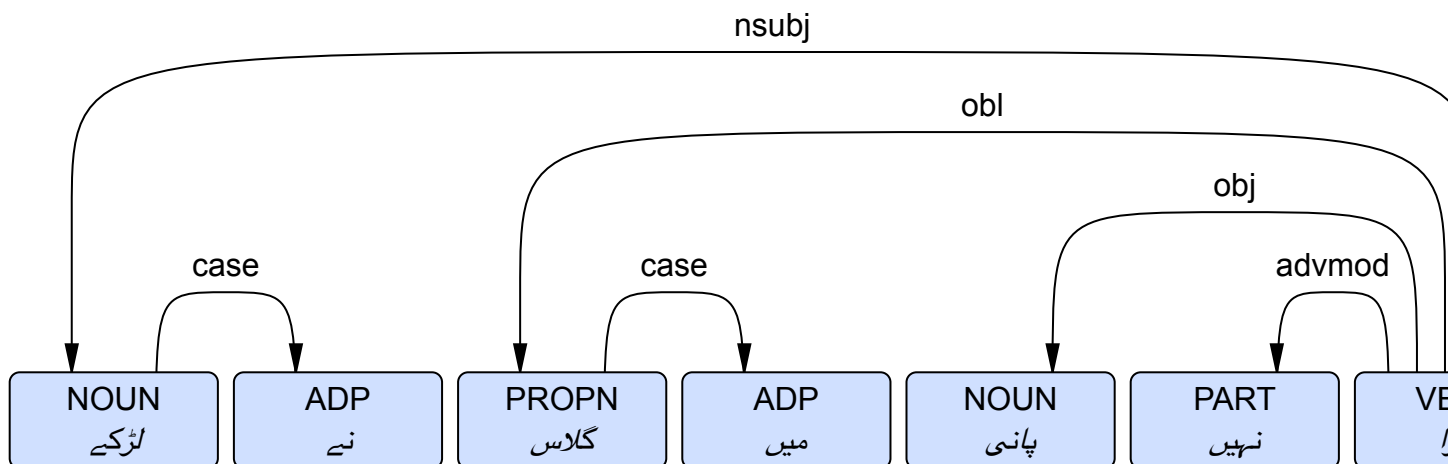 nsubj
obl
obj
case case advmod
NOUN ADP PROPN ADP NOUN PART
لڑکے نے گلاس میں پانی نہیں